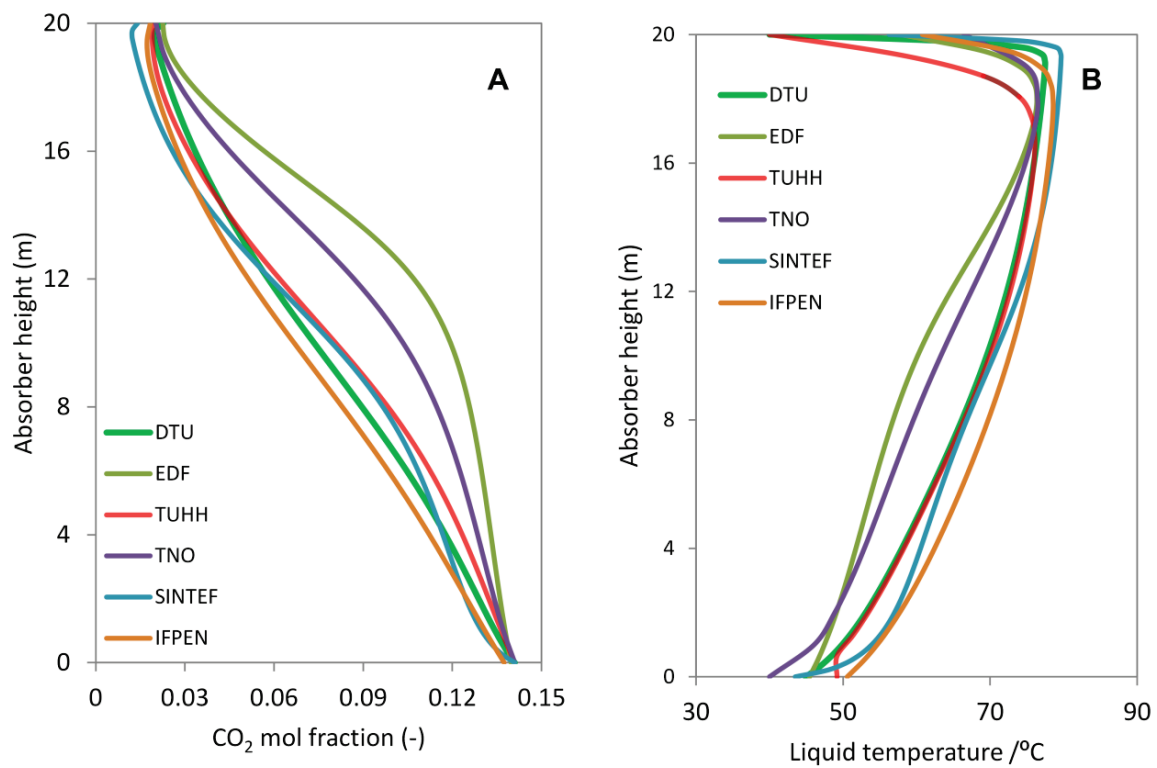 A
20
16
12
8
4
0
Absorber height (m)
DTU
EDF
TUHH
TNO
SINTEF
IFPEN
0
0.03
0.06
0.09
0.12
0.15
CO₂ mol fraction (-)
B
20
16
12
8
4
0
Absorber height (m)
DTU
EDF
TUHH
TNO
SINTEF
IFPEN
30
50
70
90
Liquid temperature /ºC